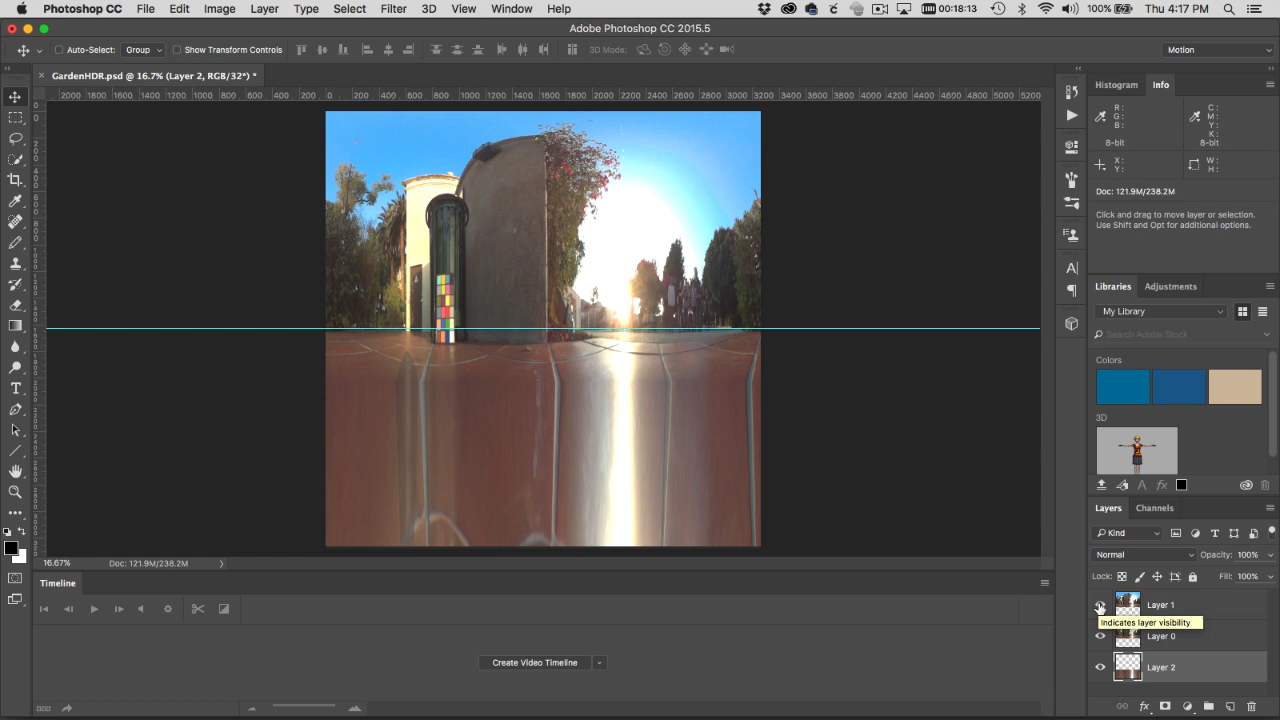 Photoshop CC File Edit Image Layer Type Select Filter 3D View Window Help 00:18:13 100% Thu 4:17 PM
Adobe Photoshop CC 2015.5
Auto-Select: Group Show Transform Controls 3D Mode: Motion
× GardenHDR.psd @ 16.7% (Layer 2, RGB/32*) *
2000 1800 1600 1400 1200 1000 800 600 400 200 0 200 400 600 800 1000 1200 1400 1600 1800 2000 2200 2400 2600 2800 3000 3200 3400 3600 3800 4000 4200 4400 4600 4800 5000 5200
Histogram Info
R: C:
G: M:
B: Y:
K:
8-bit 8-bit
X: W:
Y: H:
Doc: 121.9M/238.2M
Click and drag to move layer or selection.
Use Shift and Opt for additional options.
Libraries Adjustments
My Library
Search Adobe Stock
Colors
3D
Layers Channels
Kind
Normal Opacity: 100%
Lock: Fill: 100%
Layer 1
Indicates layer visibility
Layer 0
Layer 2
16.67% Doc: 121.9M/238.2M
Timeline
Create Video Timeline